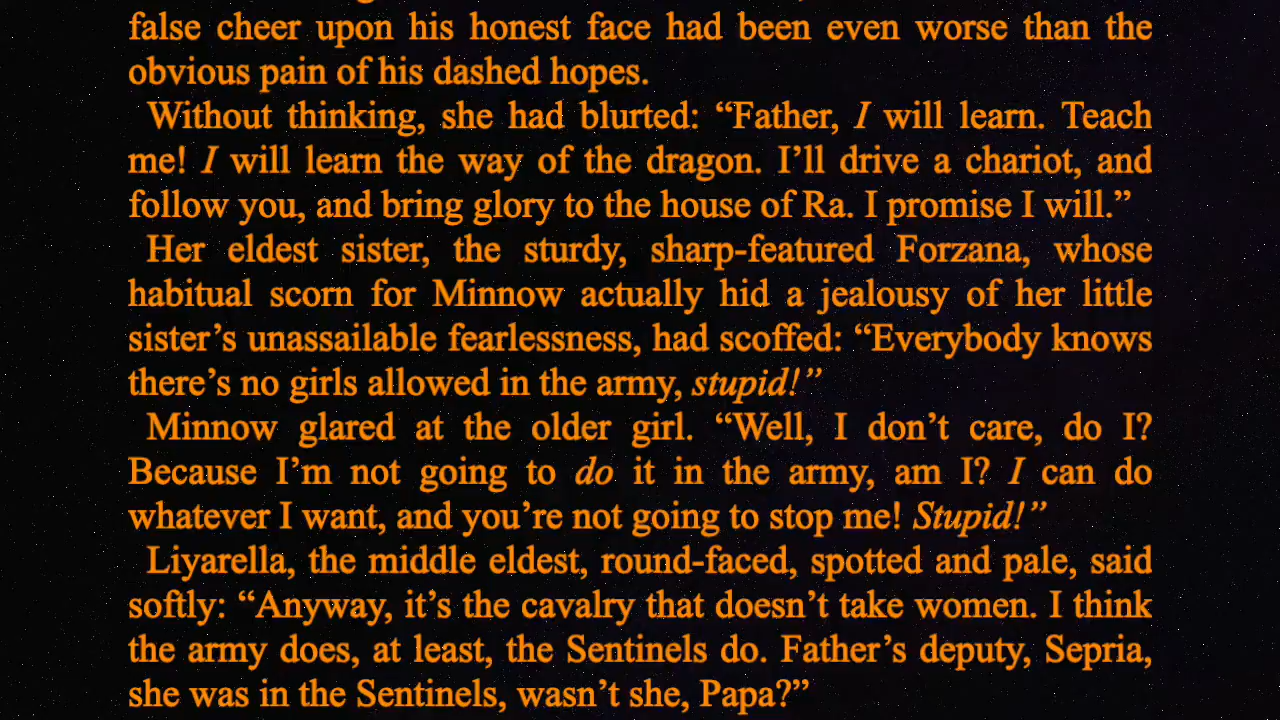 false cheer upon his honest face had been even worse than the
obvious pain of his dashed hopes.
Without thinking, she had blurted: “Father, I will learn. Teach
me! I will learn the way of the dragon. I’ll drive a chariot, and
follow you, and bring glory to the house of Ra. I promise I will.”
Her eldest sister, the sturdy, sharp-featured Forzana, whose
habitual scorn for Minnow actually hid a jealousy of her little
sister’s unassailable fearlessness, had scoffed: “Everybody knows
there’s no girls allowed in the army, stupid!”
Minnow glared at the older girl. “Well, I don’t care, do I?
Because I’m not going to do it in the army, am I? I can do
whatever I want, and you’re not going to stop me! Stupid!”
Liyarella, the middle eldest, round-faced, spotted and pale, said
softly: “Anyway, it’s the cavalry that doesn’t take women. I think
the army does, at least, the Sentinels do. Father’s deputy, Sepria,
she was in the Sentinels, wasn’t she, Papa?”